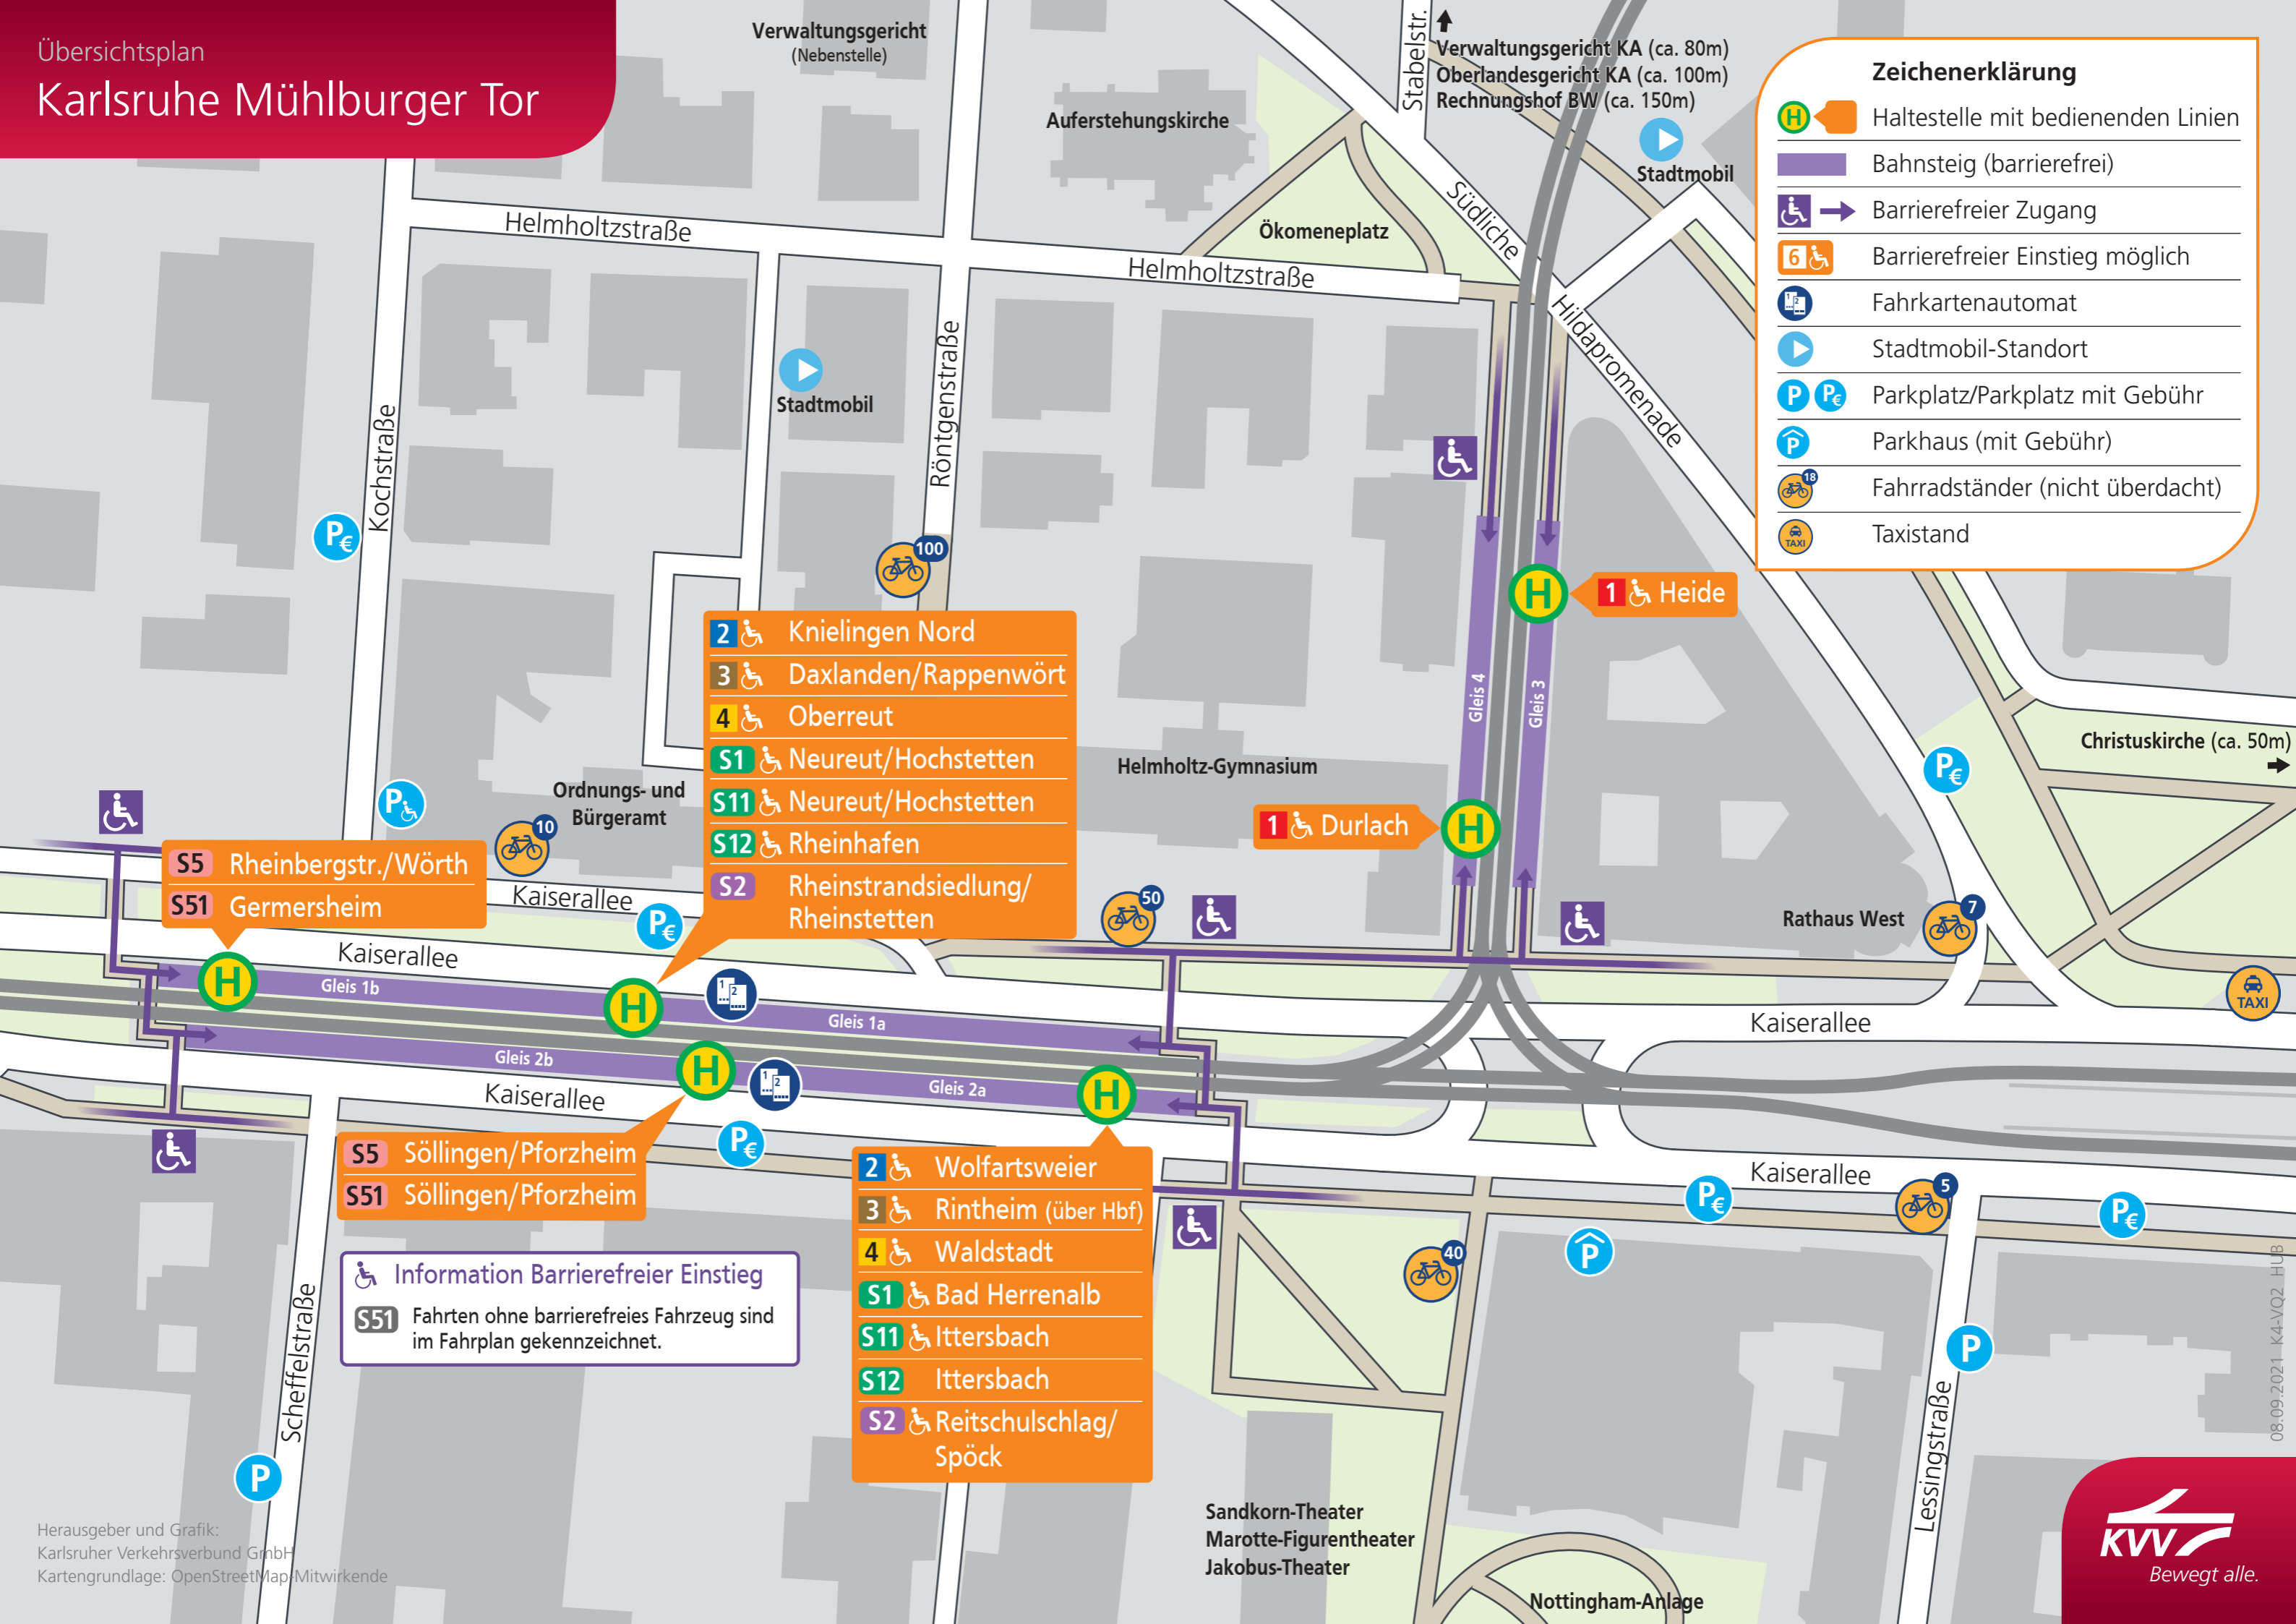 Übersichtsplan
Karlsruhe Mühlburger Tor
Verwaltungsgericht
(Nebenstelle)
Auferstehungskirche
Stabelstr.
Verwaltungsgericht KA (ca. 80m)
Oberlandesgericht KA (ca. 100m)
Rechnungshof BW (ca. 150m)
Stadtmobil
Zeichenerklärung
H Haltestelle mit bedienenden Linien
Bahnsteig (barrierefrei)
Barrierefreier Zugang
6 Barrierefreier Einstieg möglich
1 2 Fahrkartenautomat
Stadtmobil-Standort
P P€ Parkplatz/Parkplatz mit Gebühr
P Parkhaus (mit Gebühr)
18 Fahrradständer (nicht überdacht)
TAXI Taxistand
Helmholtzstraße
Ökomeneplatz
Südliche
Hildapromenade
Helmholtzstraße
Stadtmobil
Röntgenstraße
Kochstraße
P€
100
H
1 Heide
2 Knielingen Nord
3 Daxlanden/Rappenwört
4 Oberreut
S1 Neureut/Hochstetten
S11 Neureut/Hochstetten
S12 Rheinhafen
S2 Rheinstrandsiedlung/
Rheinstetten
Gleis 4
Gleis 3
Helmholtz-Gymnasium
1 Durlach
H
Christuskirche (ca. 50m)
P€
P
Ordnungs- und
Bürgeramt
10
S5 Rheinbergstr./Wörth
S51 Germersheim
Kaiserallee
P€
50
Rathaus West
7
TAXI
Kaiserallee
H
Gleis 1b
H
1 2
Gleis 1a
Kaiserallee
Gleis 2b
H
1 2
Gleis 2a
H
Kaiserallee
P€
Kaiserallee
S5 Söllingen/Pforzheim
S51 Söllingen/Pforzheim
2 Wolfartsweier
3 Rintheim (über Hbf)
4 Waldstadt
S1 Bad Herrenalb
S11 Ittersbach
S12 Ittersbach
S2 Reitschulschlag/
Spöck
P€
5
P€
40
P
P
Information Barrierefreier Einstieg
S51 Fahrten ohne barrierefreies Fahrzeug sind
im Fahrplan gekennzeichnet.
Scheffelstraße
P
Lessingstraße
Sandkorn-Theater
Marotte-Figurentheater
Jakobus-Theater
Nottingham-Anlage
08.09.2021 K4-VQ2 HUB
Herausgeber und Grafik:
Karlsruher Verkehrsverbund GmbH
Kartengrundlage: OpenStreetMap-Mitwirkende
KVV
Bewegt alle.